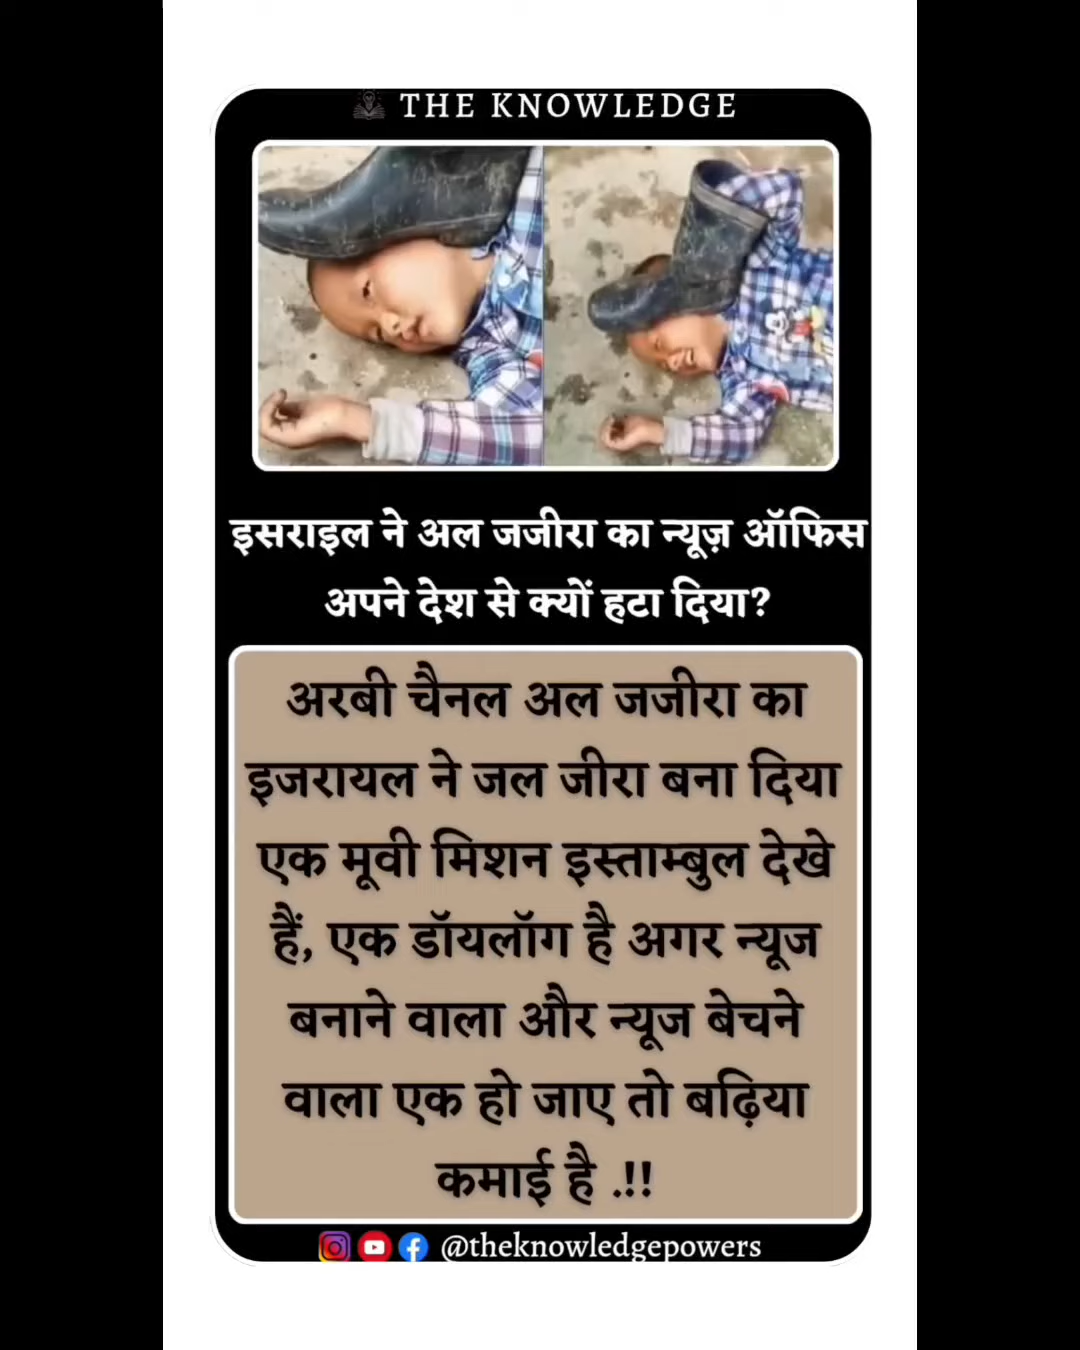 THE KNOWLEDGE
इसराइल ने अल जजीरा का न्यूज़ ऑफिस
अपने देश से क्यों हटा दिया?
अरबी चैनल अल जजीरा का
इजरायल ने जल जीरा बना दिया
एक मूवी मिशन इस्ताम्बुल देखे
हैं, एक डॉयलॉग है अगर न्यूज
बनाने वाला और न्यूज बेचने
वाला एक हो जाए तो बढ़िया
कमाई है .!!
@theknowledgepowers